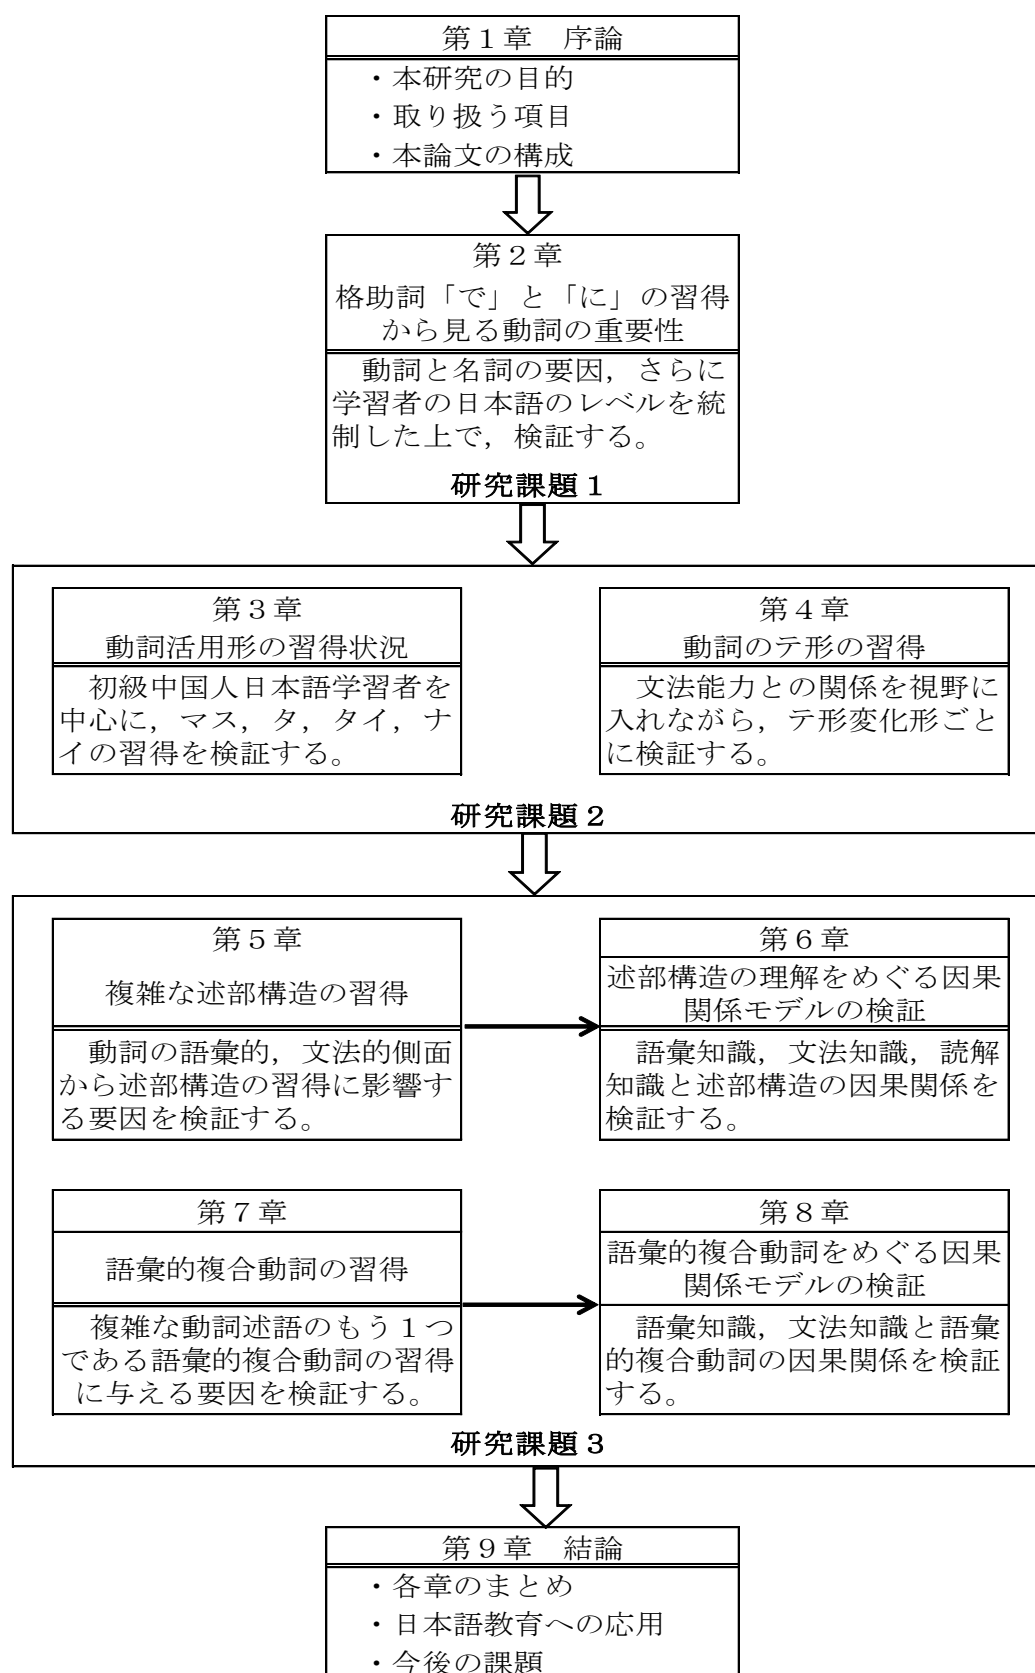 第１章　序論
・本研究の目的
・取り扱う項目
・本論文の構成
第２章
格助詞「で」と「に」の習得
から見る動詞の重要性
動詞と名詞の要因，さらに
学習者の日本語のレベルを統
制した上で，検証する。
研究課題１
第３章
動詞活用形の習得状況
初級中国人日本語学習者を
中心に，マス，タ，タイ，ナ
イの習得を検証する。
第４章
動詞のテ形の習得
文法能力との関係を視野に
入れながら，テ形変化形ごと
に検証する。
研究課題２
第５章
複雑な述部構造の習得
動詞の語彙的，文法的側面
から述部構造の習得に影響す
る要因を検証する。
第６章
述部構造の理解をめぐる因果
関係モデルの検証
語彙知識，文法知識，読解
知識と述部構造の因果関係を
検証する。
第７章
語彙的複合動詞の習得
複雑な動詞述語のもう１つ
である語彙的複合動詞の習得
に与える要因を検証する。
第８章
語彙的複合動詞をめぐる因果
関係モデルの検証
語彙知識，文法知識と語彙
的複合動詞の因果関係を検証
する。
研究課題３
第９章　結論
・各章のまとめ
・日本語教育への応用
・今後の課題